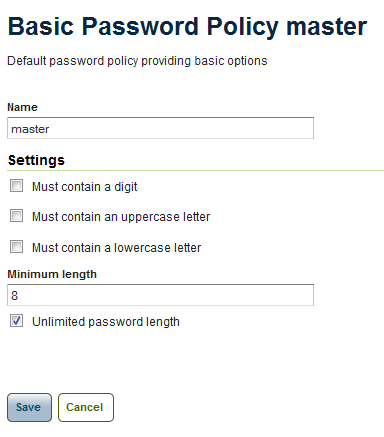 Basic Password Policy master
Default password policy providing basic options
Name
master
Settings
Must contain a digit
Must contain an uppercase letter
Must contain a lowercase letter
Minimum length
8
Unlimited password length
Save Cancel